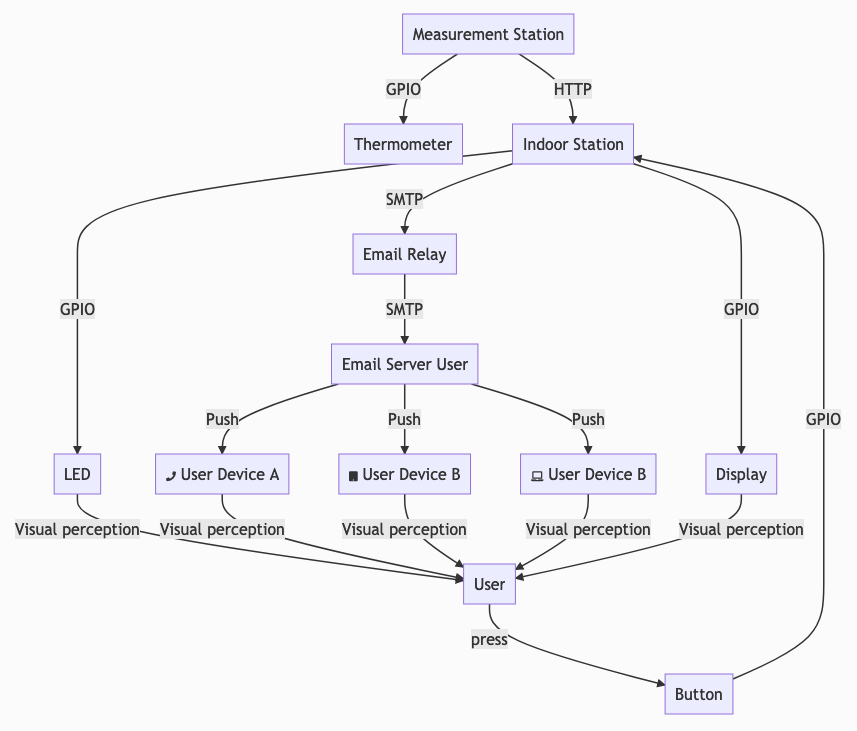 Measurement Station
GPIO
HTTP
Thermometer
Indoor Station
SMTP
Email Relay
GPIO
SMTP
GPIO
Email Server User
Push
Push
Push
GPIO
LED
User Device A
User Device B
User Device B
Display
Visual perception
Visual perception
Visual perception
Visual perception
Visual perception
User
press
Button